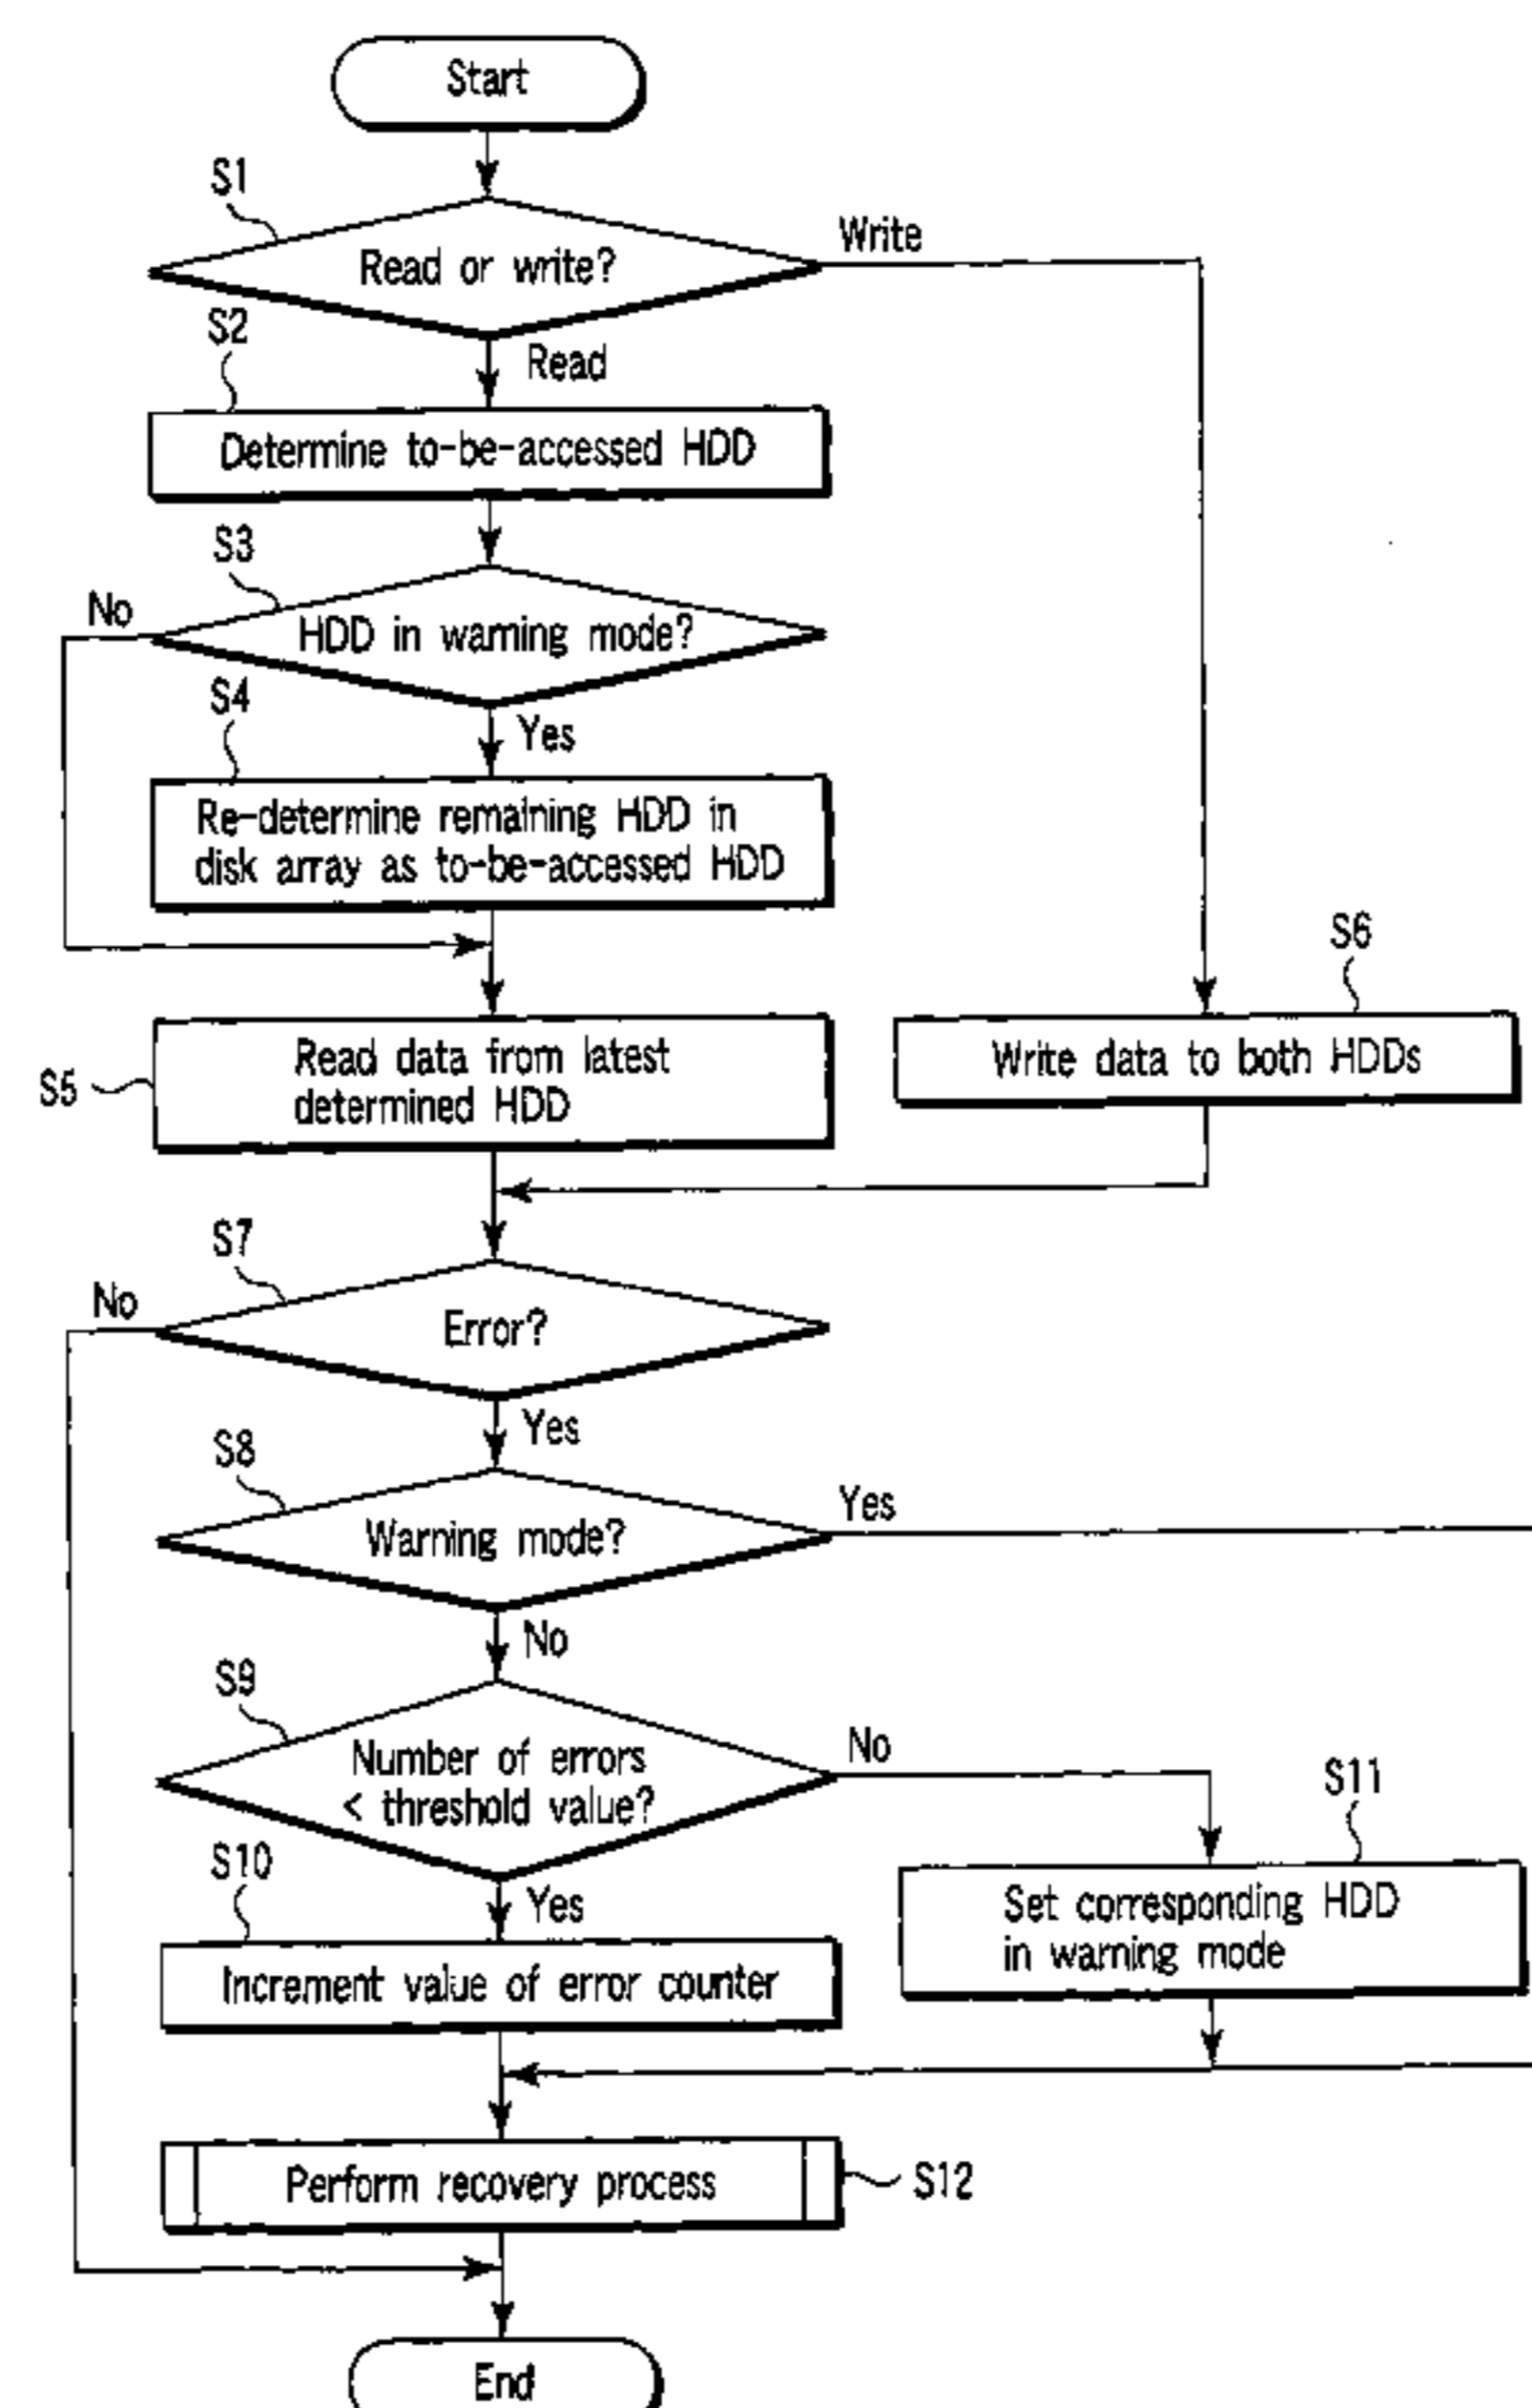 Start
S1
Read or write?
Write
Read
S2
Determine to-be-accessed HDD
S3
HDD in warning mode?
No
Yes
S4
Re-determine remaining HDD in
disk array as to-be-accessed HDD
S5
Read data from latest
determined HDD
S6
Write data to both HDDs
S7
Error?
No
Yes
S8
Warning mode?
Yes
No
S9
Number of errors
< threshold value?
No
Yes
S10
Increment value of error counter
S11
Set corresponding HDD
in warning mode
Perform recovery process
S12
End